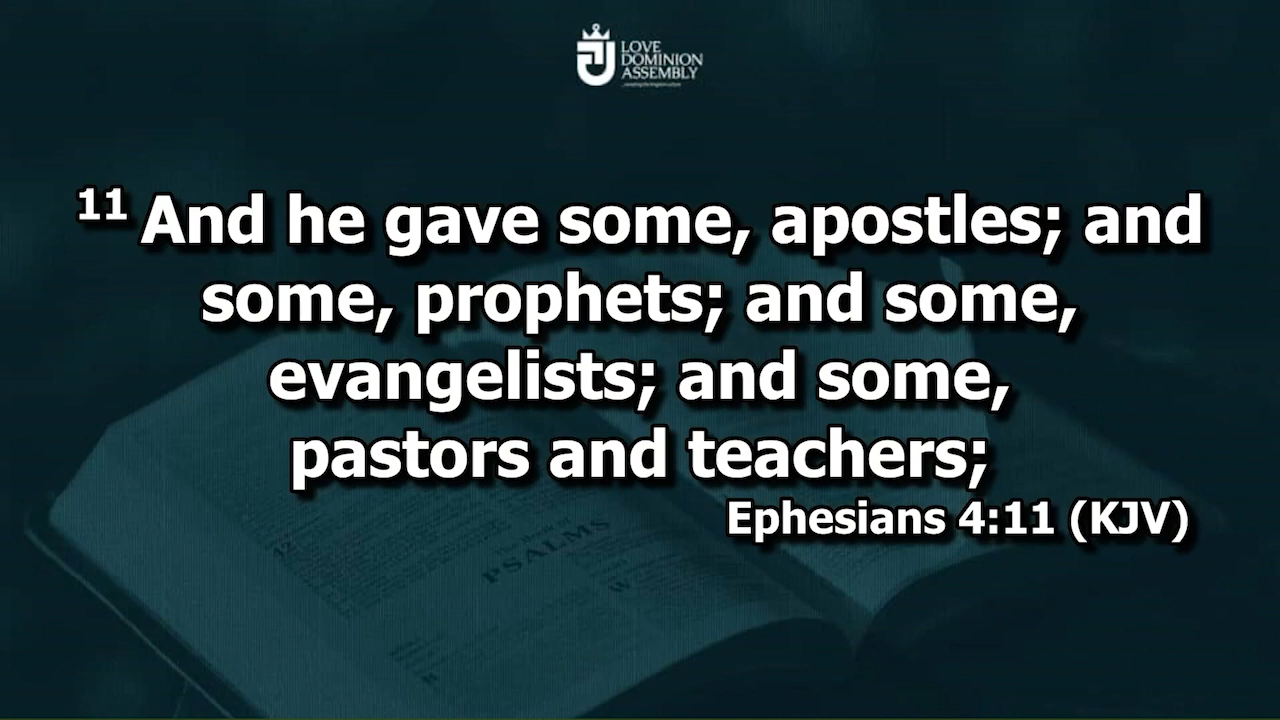 LOVE
DOMINION
ASSEMBLY
11 And he gave some, apostles; and
some, prophets; and some,
evangelists; and some,
pastors and teachers;
Ephesians 4:11 (KJV)
PSALMS